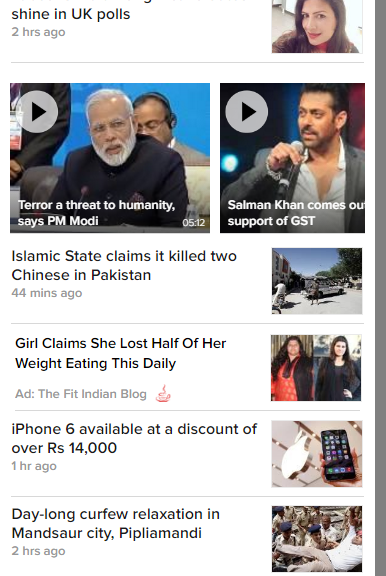 shine in UK polls
2 hrs ago
Terror a threat to humanity,
says PM Modi
05:12
Salman Khan comes ou
support of GST
Islamic State claims it killed two
Chinese in Pakistan
44 mins ago
Girl Claims She Lost Half Of Her
Weight Eating This Daily
Ad: The Fit Indian Blog
iPhone 6 available at a discount of
over Rs 14,000
1 hr ago
Day-long curfew relaxation in
Mandsaur city, Pipliamandi
2 hrs ago